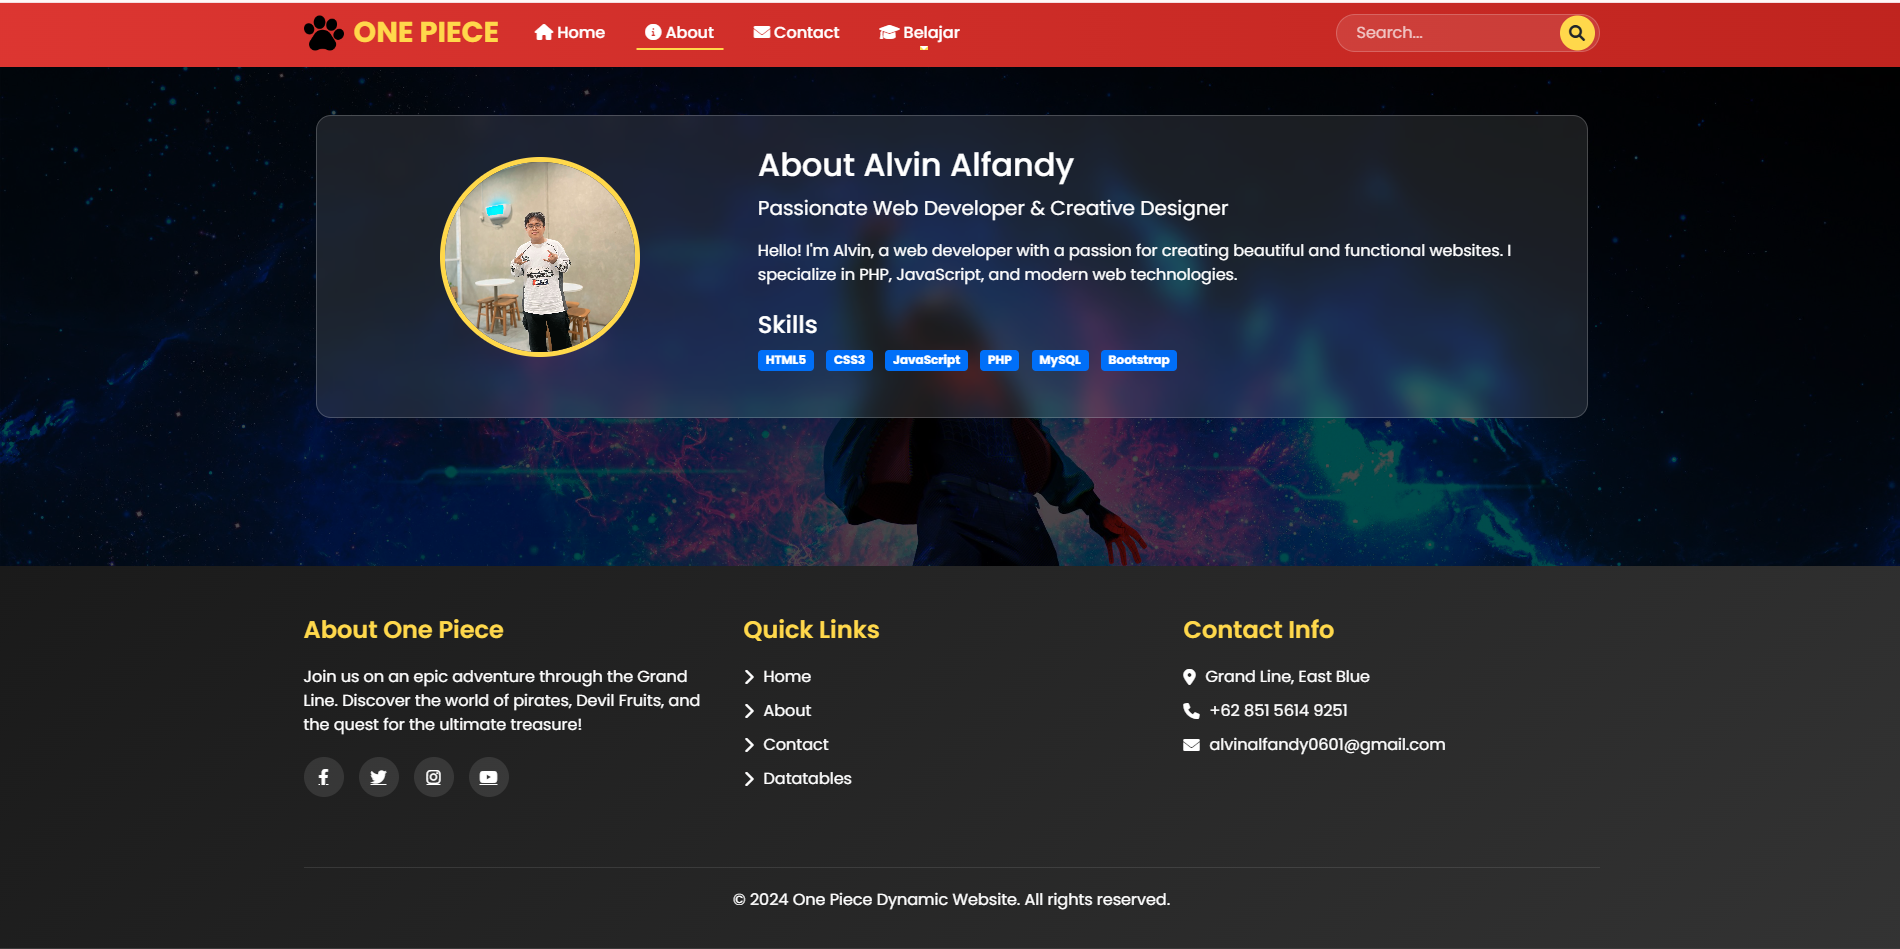 ONE PIECE
Home
About
Contact
Belajar
Search...
About Alvin Alfandy
Passionate Web Developer & Creative Designer
Hello! I'm Alvin, a web developer with a passion for creating beautiful and functional websites. I
specialize in PHP, JavaScript, and modern web technologies.
Skills
HTML5 CSS3 JavaScript PHP MySQL Bootstrap
About One Piece
Join us on an epic adventure through the Grand
Line. Discover the world of pirates, Devil Fruits, and
the quest for the ultimate treasure!
Quick Links
Home
About
Contact
Datatables
Contact Info
Grand Line, East Blue
+62 851 5614 9251
alvinalfandy0601@gmail.com
© 2024 One Piece Dynamic Website. All rights reserved.